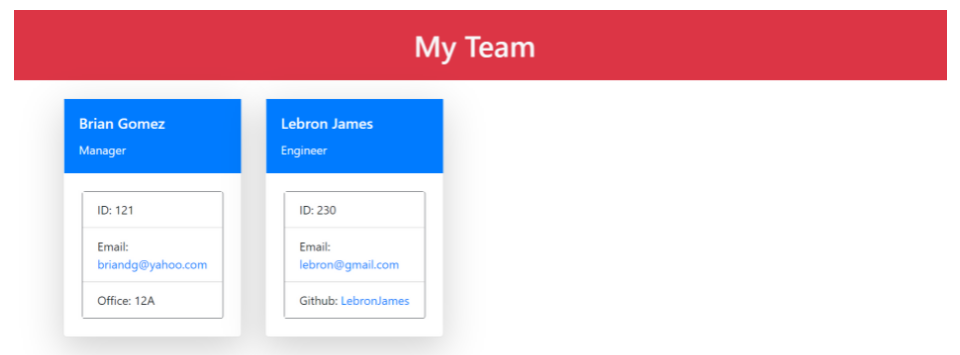 My Team
Brian Gomez
Manager
ID: 121
Email:
briandg@yahoo.com
Office: 12A
Lebron James
Engineer
ID: 230
Email:
lebron@gmail.com
Github: LebronJames